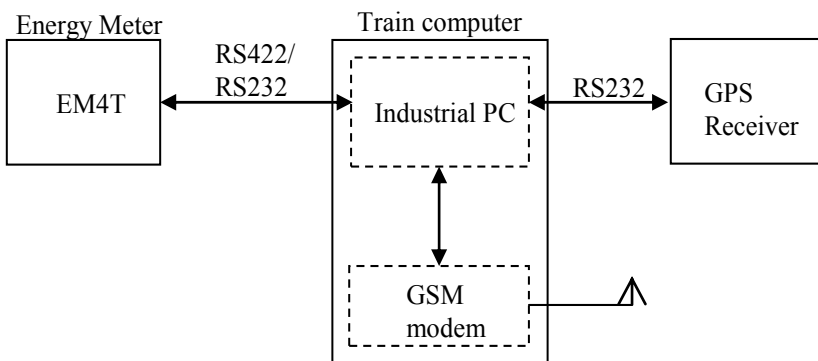 Energy Meter
Train computer
RS422/
RS232
EM4T
Industrial PC
RS232
GPS
Receiver
GSM
modem